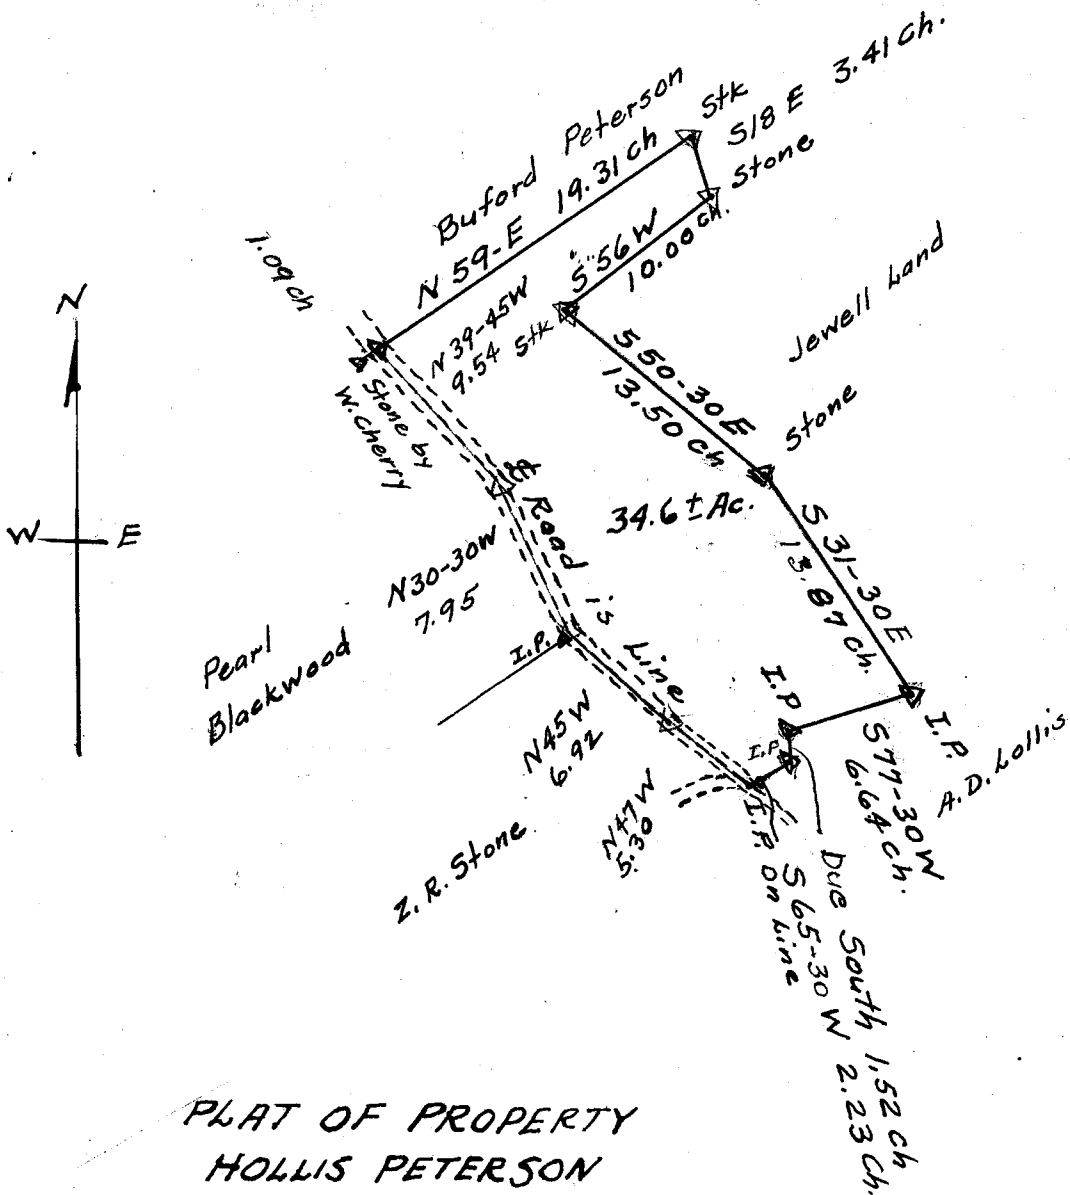 Buford Peterson
N 59-E 19.31 ch
Stk
S18 E 3.41 Ch.
Stone
S 56 W
10.00 ch.
Stk
N 39-45W
9.54
1.09 ch
Stone by
W. Cherry
N
W E
S 50-30 E
13.50 ch
Jewell Land
Stone
34.6 ± Ac.
S 31-30 E
13.87 ch.
℄ Road is Line
N30-30W
7.95
Pearl
Blackwood
I.P.
N45 W
6.92
N47W
5.30
Z. R. Stone
I.P
I.P.
I.P.
A. D. Lollis
S 77-30 W
6.64 ch.
I.P. on Line
Due South 1.52 ch
S 65-30 W 2.23 Ch.
PLAT OF PROPERTY
HOLLIS PETERSON